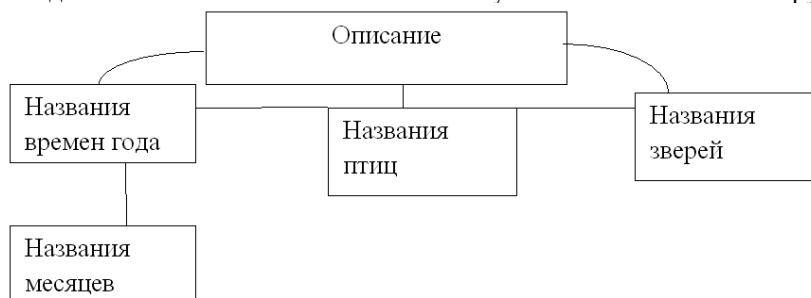 Описание
Названия
времен года
Названия
птиц
Названия
зверей
Названия
месяцев